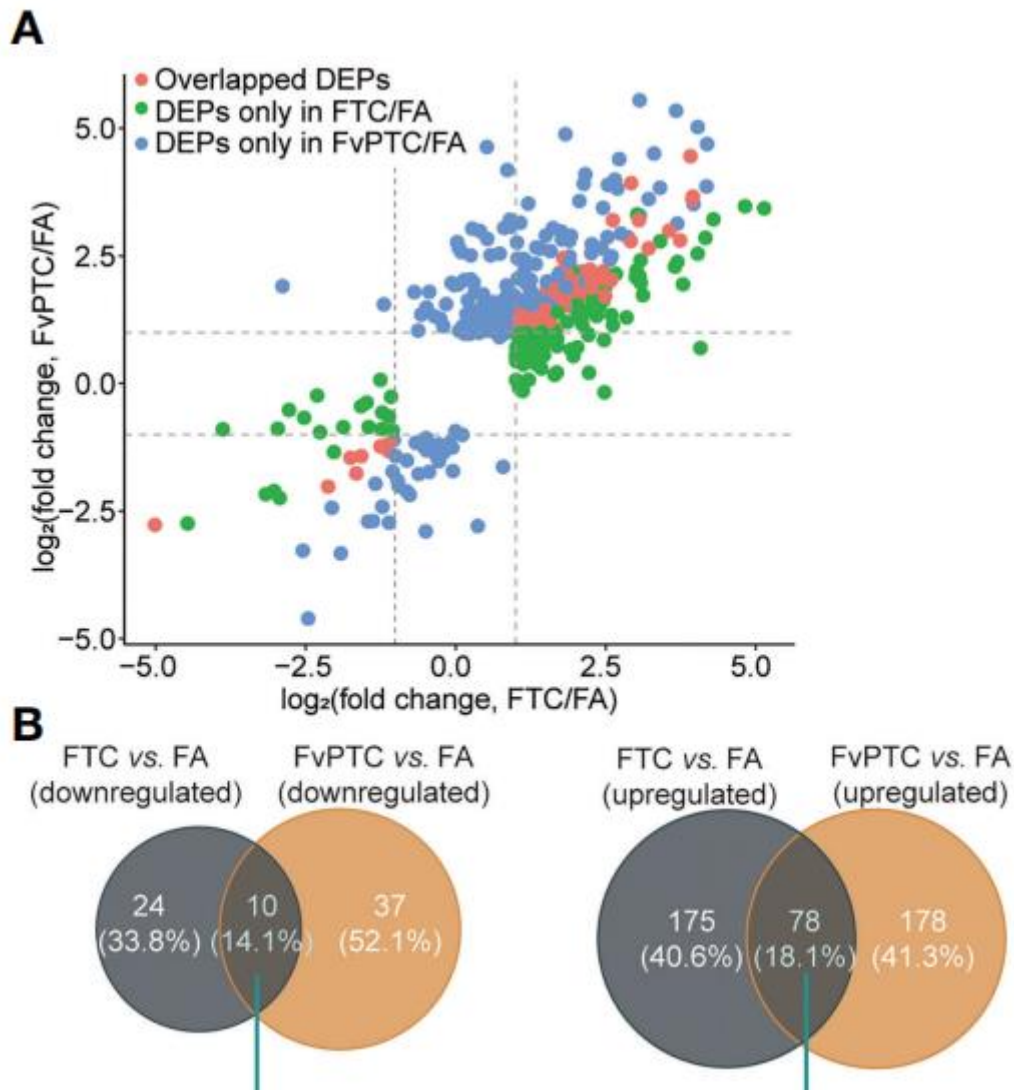 A
Overlapped DEPs
DEPs only in FTC/FA
DEPs only in FvPTC/FA
log₂(fold change, FvPTC/FA)
5.0
2.5
0.0
−2.5
−5.0
−5.0 −2.5 0.0 2.5 5.0
log₂(fold change, FTC/FA)
B
FTC vs. FA
(downregulated)
FvPTC vs. FA
(downregulated)
24
(33.8%)
10
(14.1%)
37
(52.1%)
FTC vs. FA
(upregulated)
FvPTC vs. FA
(upregulated)
175
(40.6%)
78
(18.1%)
178
(41.3%)